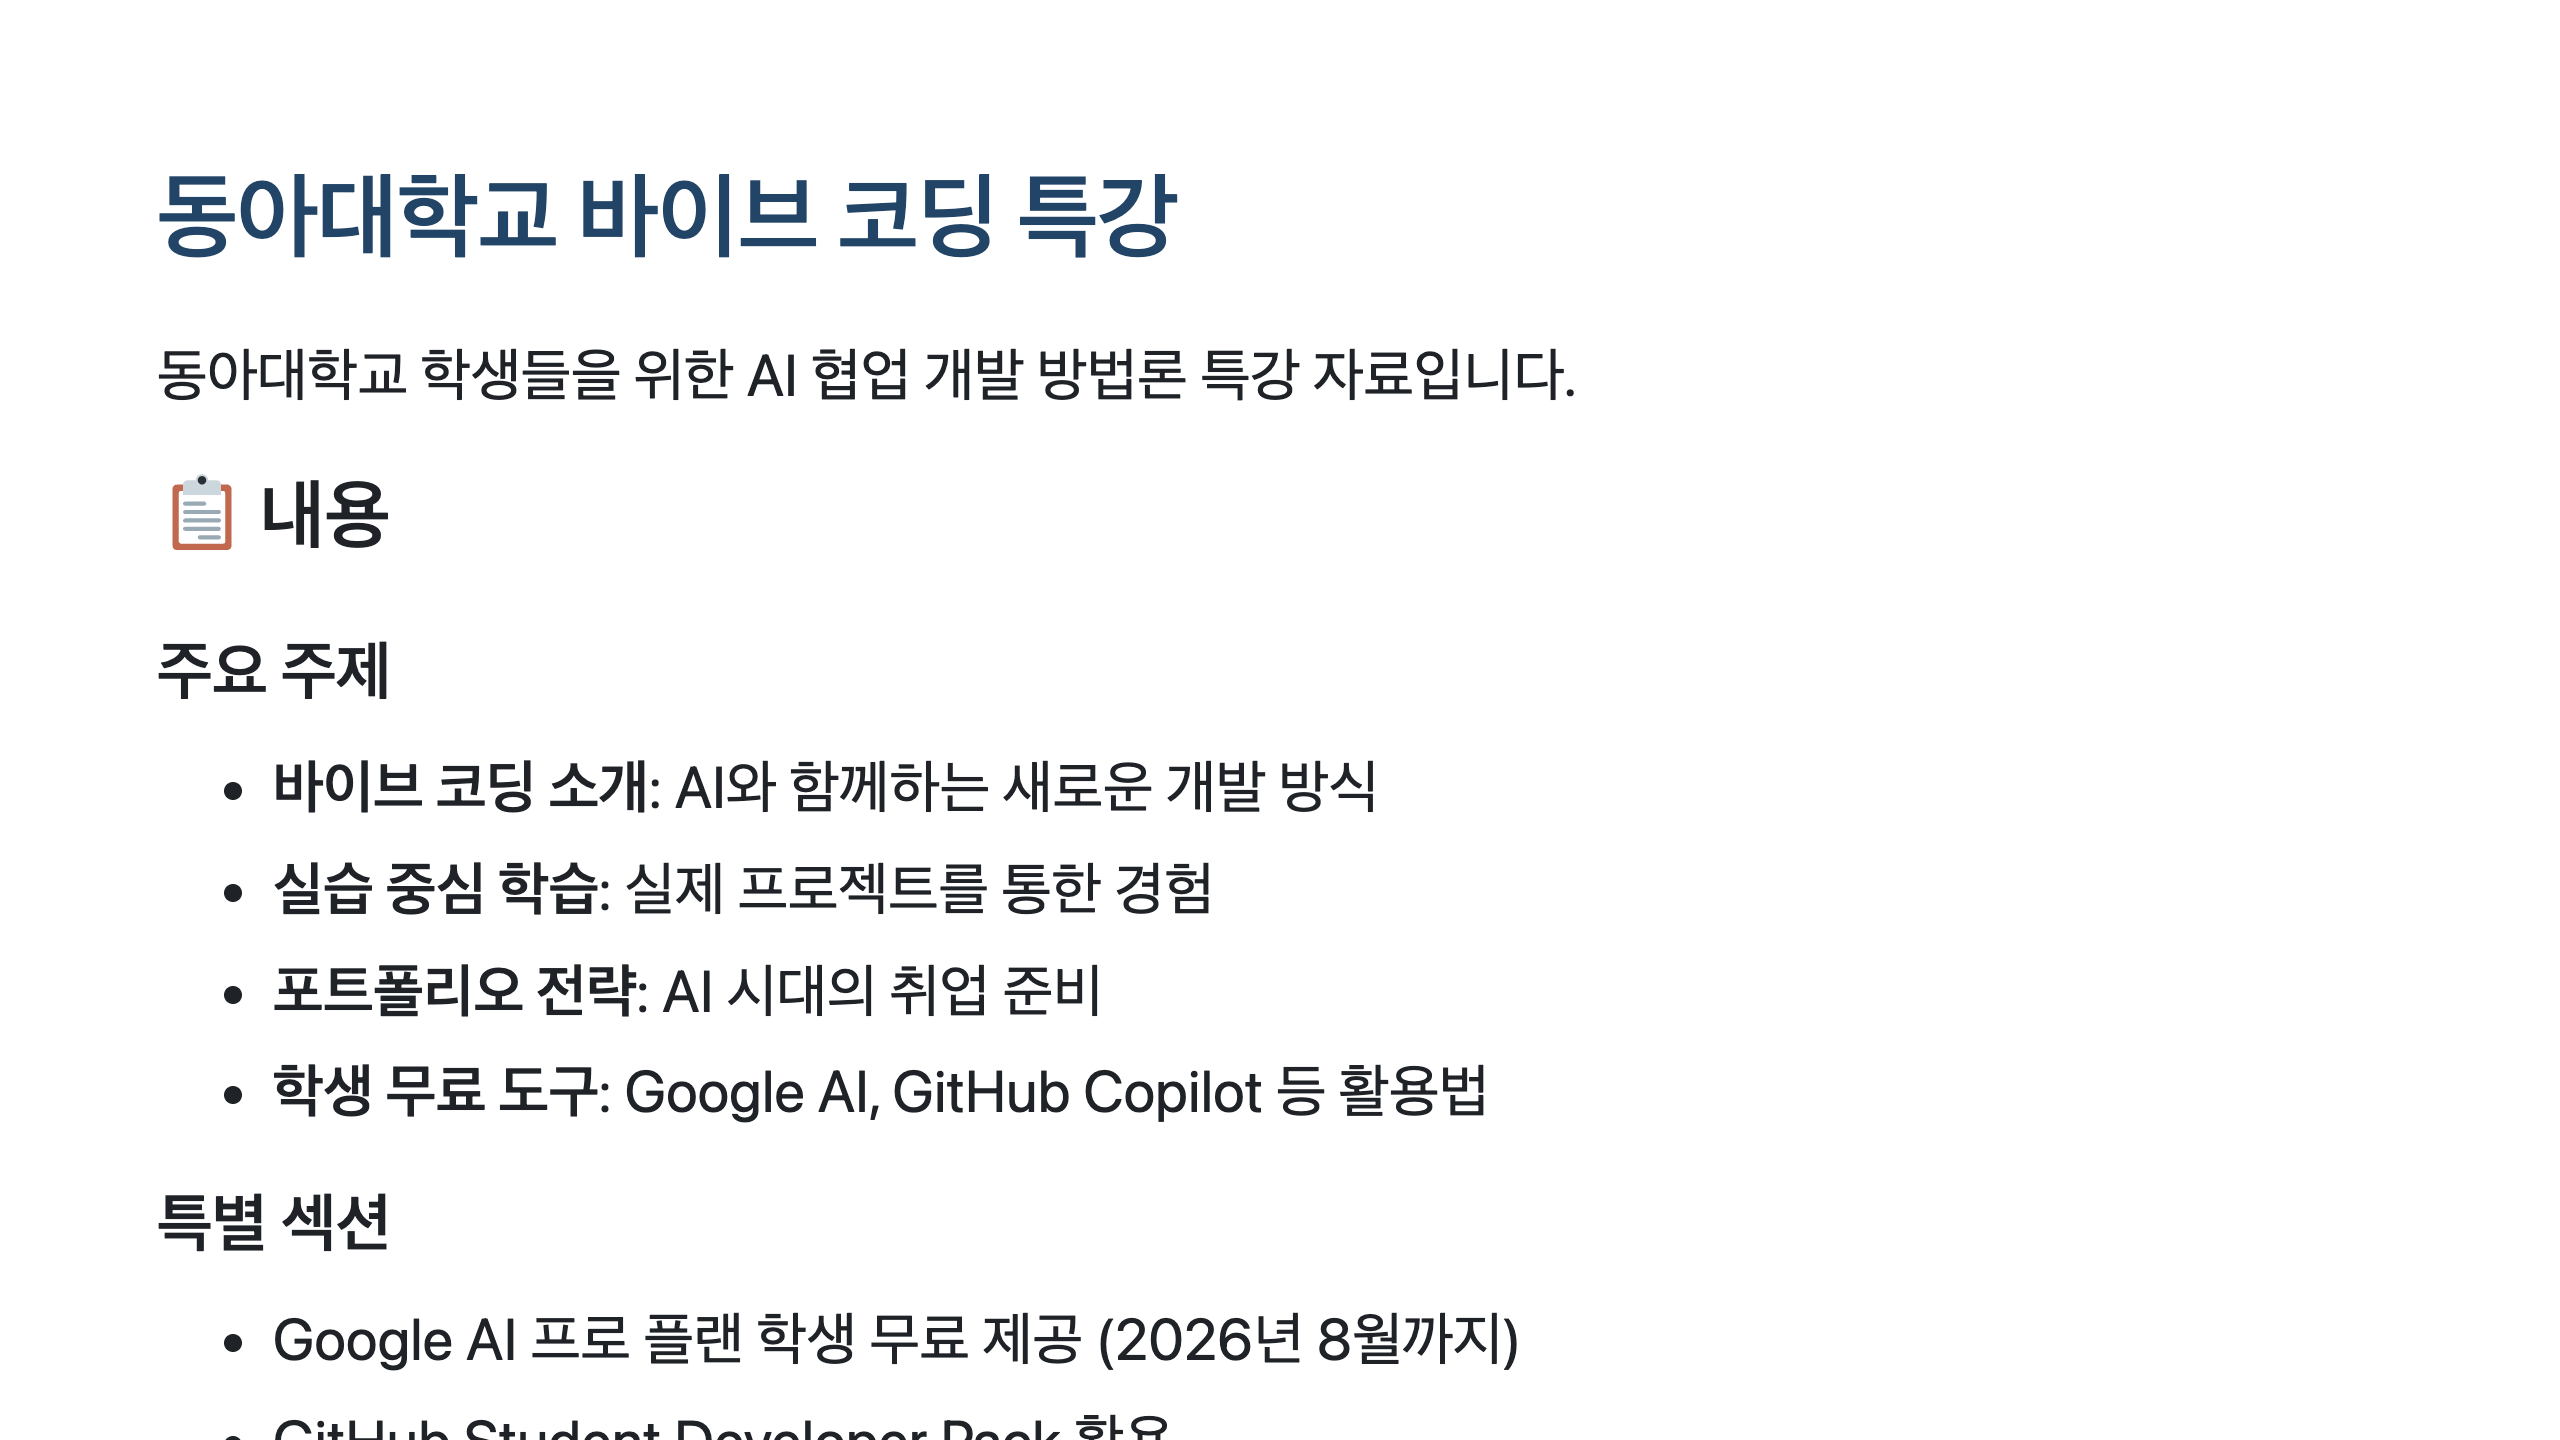 동아대학교 바이브 코딩 특강
동아대학교 학생들을 위한 AI 협업 개발 방법론 특강 자료입니다.
📋 내용
주요 주제
• 바이브 코딩 소개: AI와 함께하는 새로운 개발 방식
• 실습 중심 학습: 실제 프로젝트를 통한 경험
• 포트폴리오 전략: AI 시대의 취업 준비
• 학생 무료 도구: Google AI, GitHub Copilot 등 활용법
특별 섹션
• Google AI 프로 플랜 학생 무료 제공 (2026년 8월까지)
• GitHub Student Developer Pack 활용